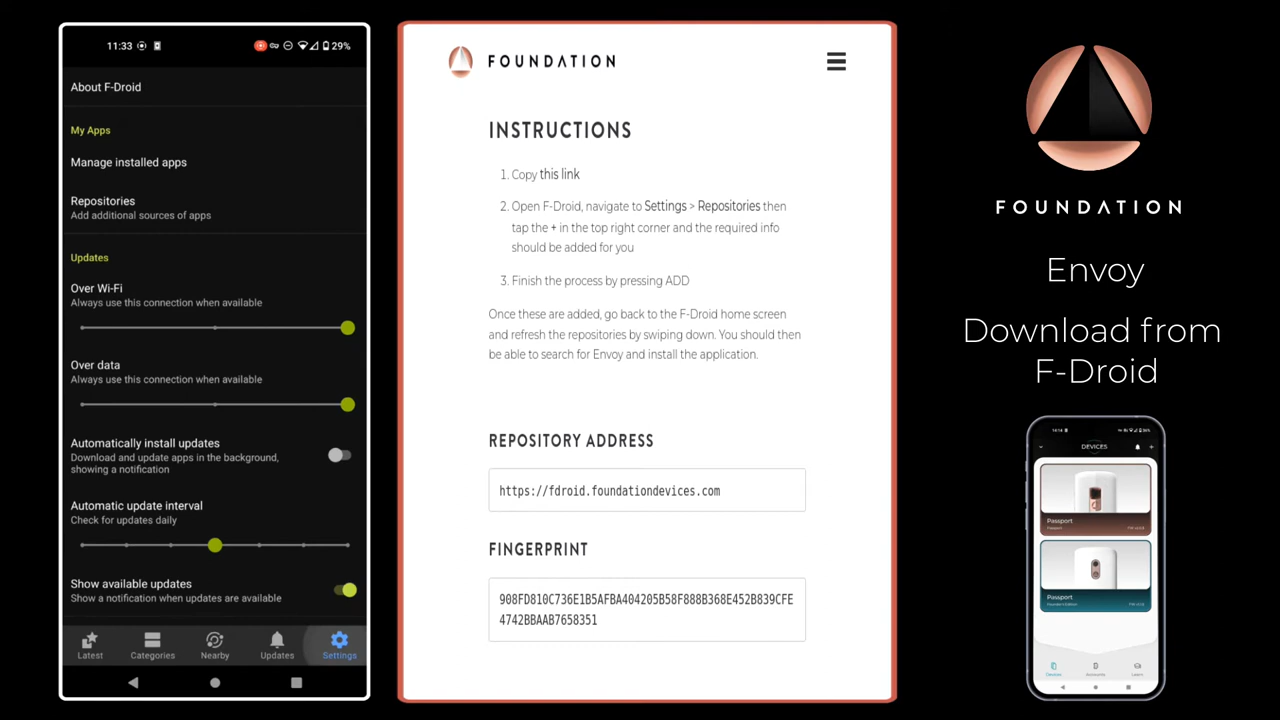 11:33
29%
About F-Droid
My Apps
Manage installed apps
Repositories
Add additional sources of apps
Updates
Over Wi-Fi
Always use this connection when available
Over data
Always use this connection when available
Automatically install updates
Download and update apps in the background,
showing a notification
Automatic update interval
Check for updates daily
Show available updates
Show a notification when updates are available
Latest
Categories
Nearby
Updates
Settings
FOUNDATION
INSTRUCTIONS
1. Copy this link
2. Open F-Droid, navigate to Settings > Repositories then
tap the + in the top right corner and the required info
should be added for you
3. Finish the process by pressing ADD
Once these are added, go back to the F-Droid home screen
and refresh the repositories by swiping down. You should then
be able to search for Envoy and install the application.
REPOSITORY ADDRESS
https://fdroid.foundationdevices.com
FINGERPRINT
908FD810C736E1B5AFBA404205B58F888B368E452B839CFE
4742BBAAB7658351
FOUNDATION
Envoy
Download from
F-Droid
DEVICES
Passport
Passport
Passport
Founder's Edition
Devices
Accounts
Learn